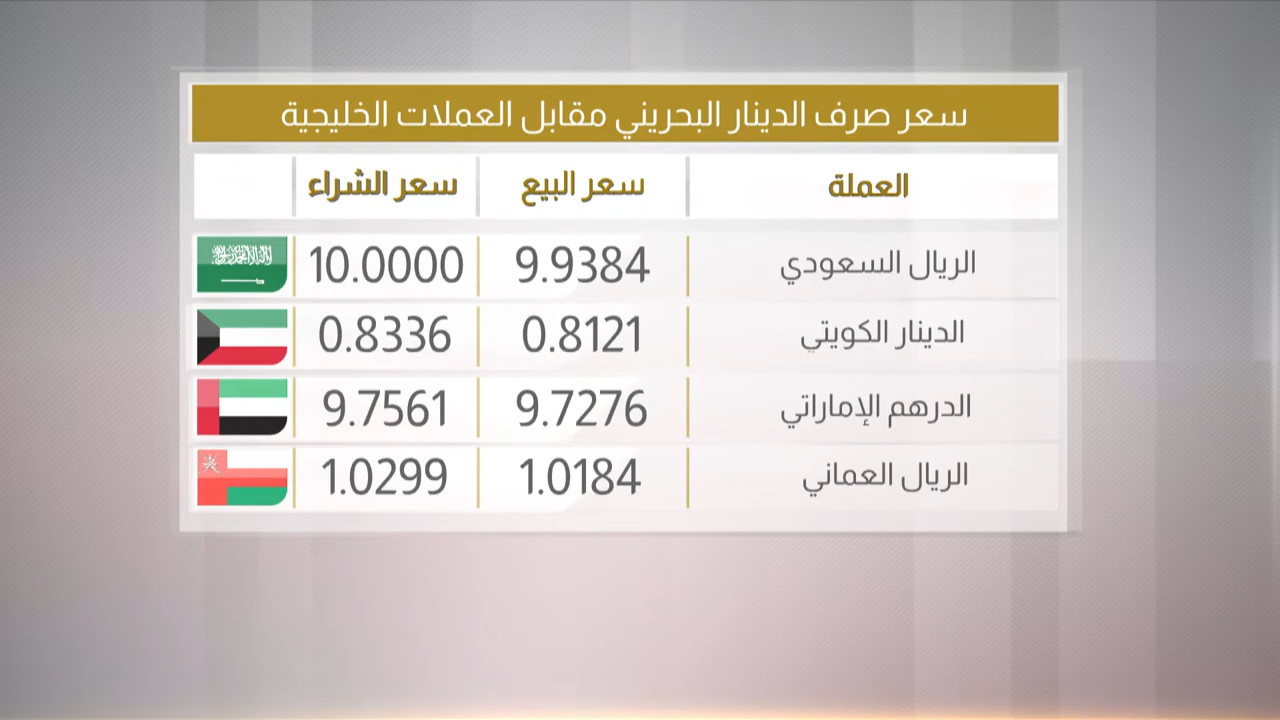 سعر صرف الدينار البحريني مقابل العملات الخليجية
العملة سعر البيع سعر الشراء
الريال السعودي 9.9384 10.0000
الدينار الكويتي 0.8121 0.8336
الدرهم الإماراتي 9.7276 9.7561
الريال العماني 1.0184 1.0299